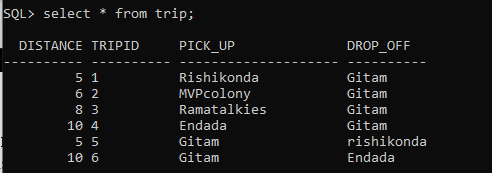 SQL> select * from trip;
DISTANCE TRIPID PICK_UP DROP_OFF
---------- ---------- -------------------- ----------
5 1 Rishikonda Gitam
6 2 MVPcolony Gitam
8 3 Ramatalkies Gitam
10 4 Endada Gitam
5 5 Gitam rishikonda
10 6 Gitam Endada